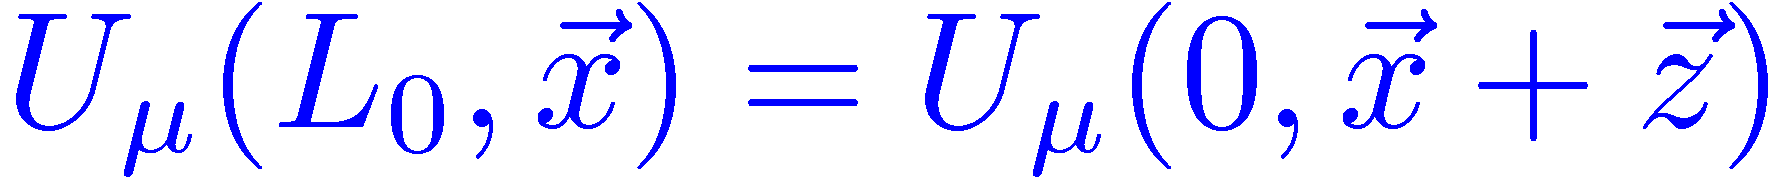 $U_{\mu}(L_0, \vec{x}) = U_{\mu}(0, \vec{x} + \vec{z})$